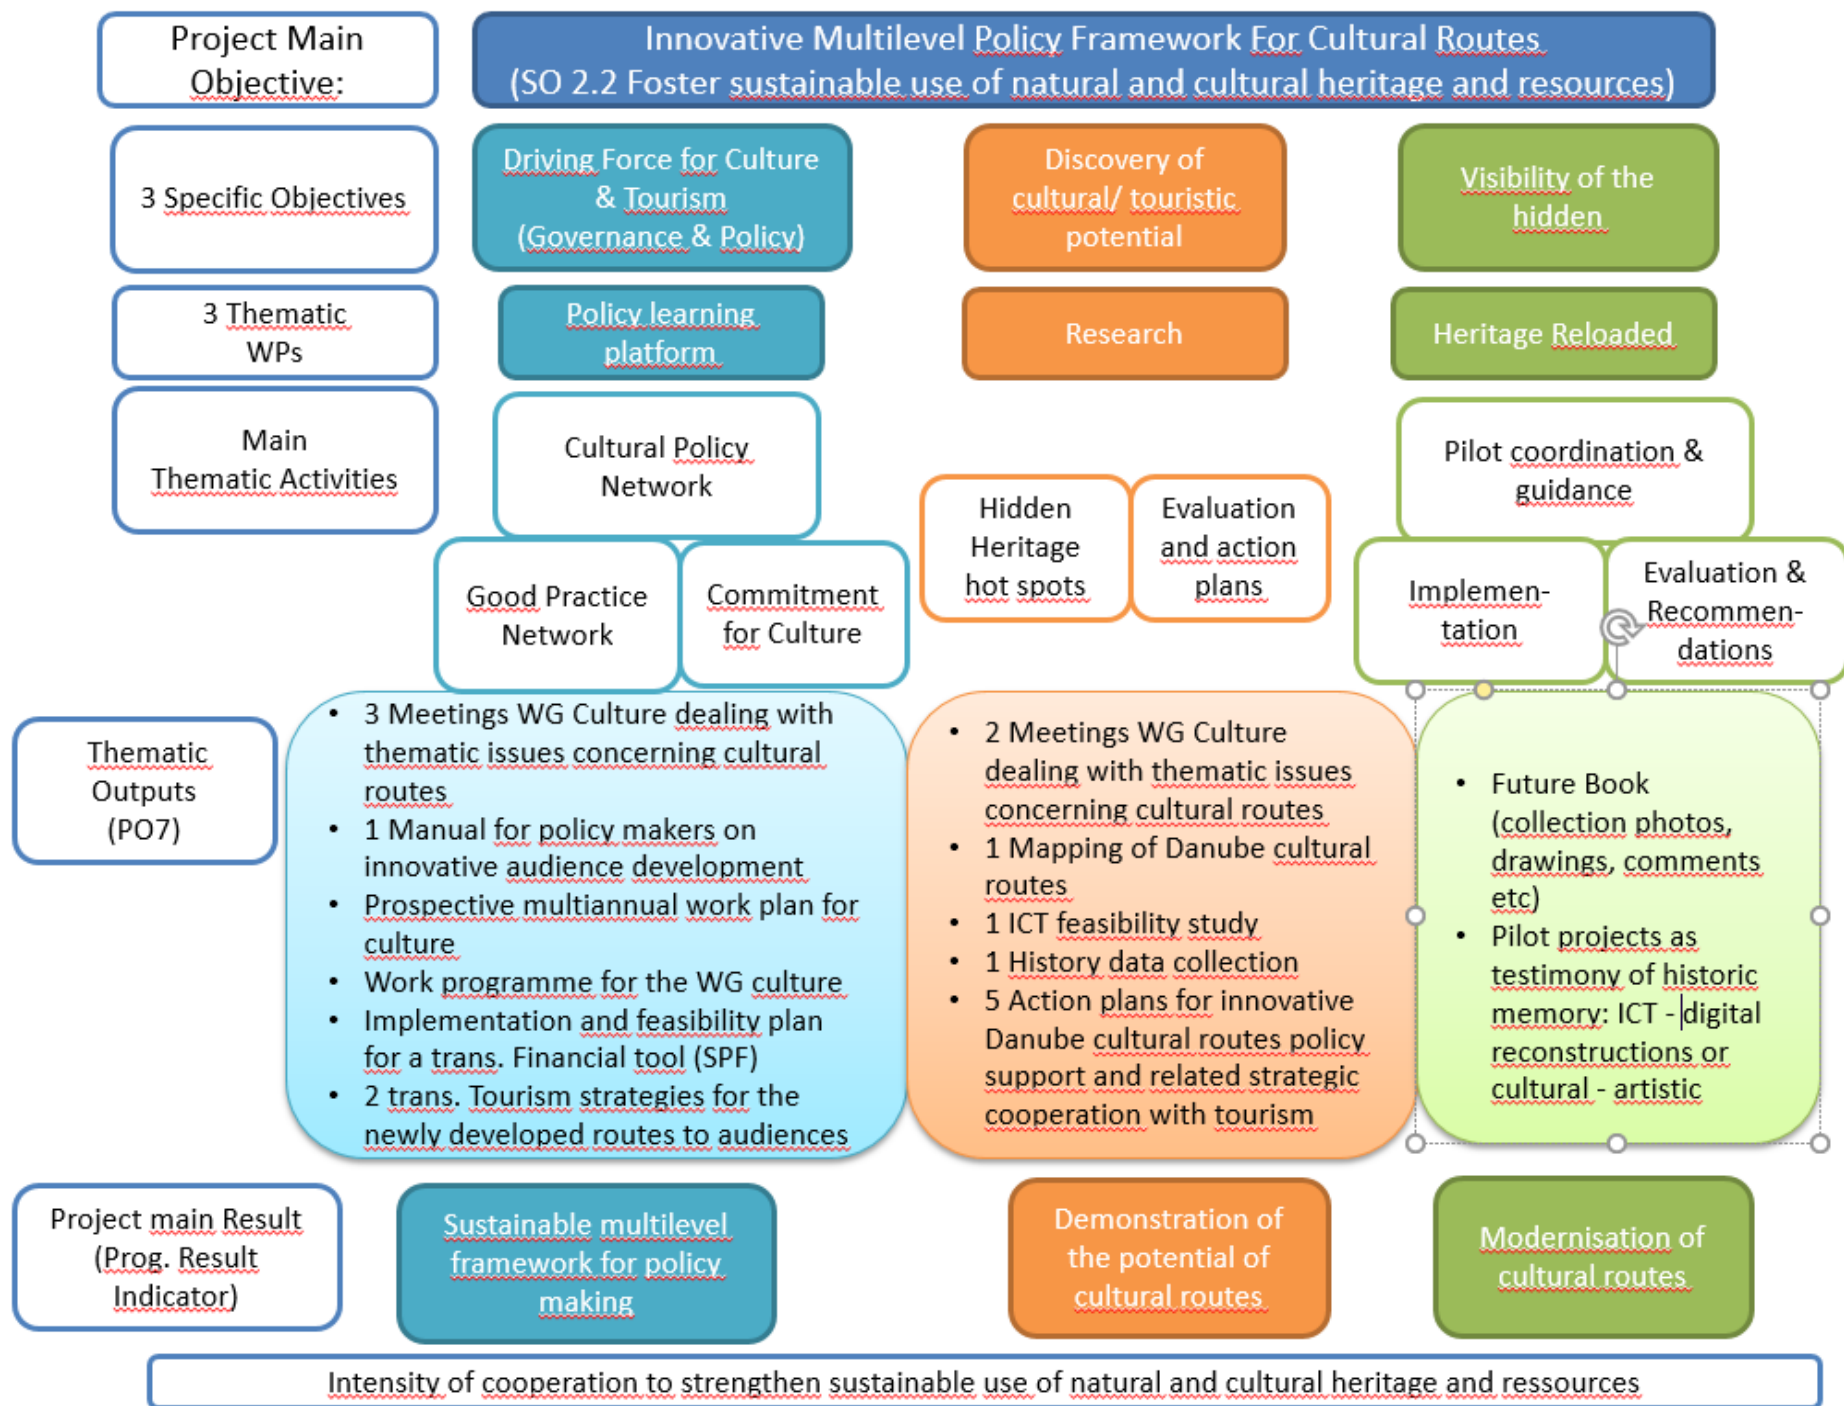 Project Main
Objective:
Innovative Multilevel Policy Framework For Cultural Routes
(SO 2.2 Foster sustainable use of natural and cultural heritage and resources)
3 Specific Objectives
Driving Force for Culture
& Tourism
(Governance & Policy)
Discovery of
cultural/ touristic
potential
Visibility of the
hidden
3 Thematic
WPs
Policy learning
platform
Research
Heritage Reloaded
Main
Thematic Activities
Cultural Policy
Network
Good Practice
Network
Commitment
for Culture
Hidden
Heritage
hot spots
Evaluation
and action
plans
Pilot coordination &
guidance
Implemen-
tation
Evaluation &
Recommen-
dations
Thematic
Outputs
(PO7)
• 3 Meetings WG Culture dealing with
thematic issues concerning cultural
routes
• 1 Manual for policy makers on
innovative audience development
• Prospective multiannual work plan for
culture
• Work programme for the WG culture
• Implementation and feasibility plan
for a trans. Financial tool (SPF)
• 2 trans. Tourism strategies for the
newly developed routes to audiences
• 2 Meetings WG Culture
dealing with thematic issues
concerning cultural routes
• 1 Mapping of Danube cultural
routes
• 1 ICT feasibility study
• 1 History data collection
• 5 Action plans for innovative
Danube cultural routes policy
support and related strategic
cooperation with tourism
• Future Book
(collection photos,
drawings, comments
etc)
• Pilot projects as
testimony of historic
memory: ICT - digital
reconstructions or
cultural - artistic
Project main Result
(Prog. Result
Indicator)
Sustainable multilevel
framework for policy
making
Demonstration of
the potential of
cultural routes
Modernisation of
cultural routes
Intensity of cooperation to strengthen sustainable use of natural and cultural heritage and ressources